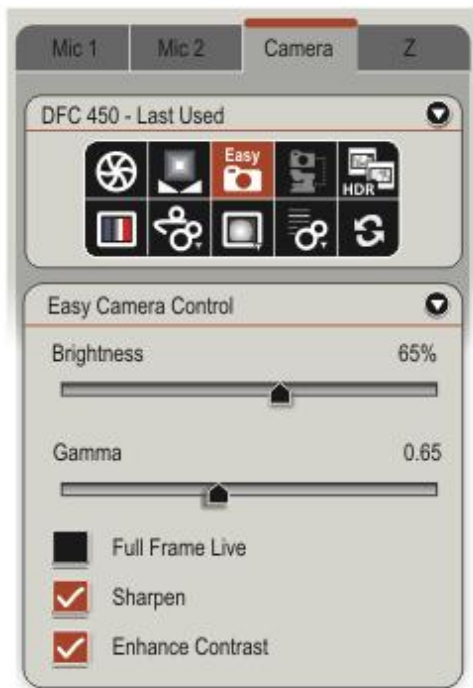 Mic 1 Mic 2 Camera Z
DFC 450 - Last Used
Easy
HDR
Easy Camera Control
Brightness 65%
Gamma 0.65
Full Frame Live
Sharpen
Enhance Contrast